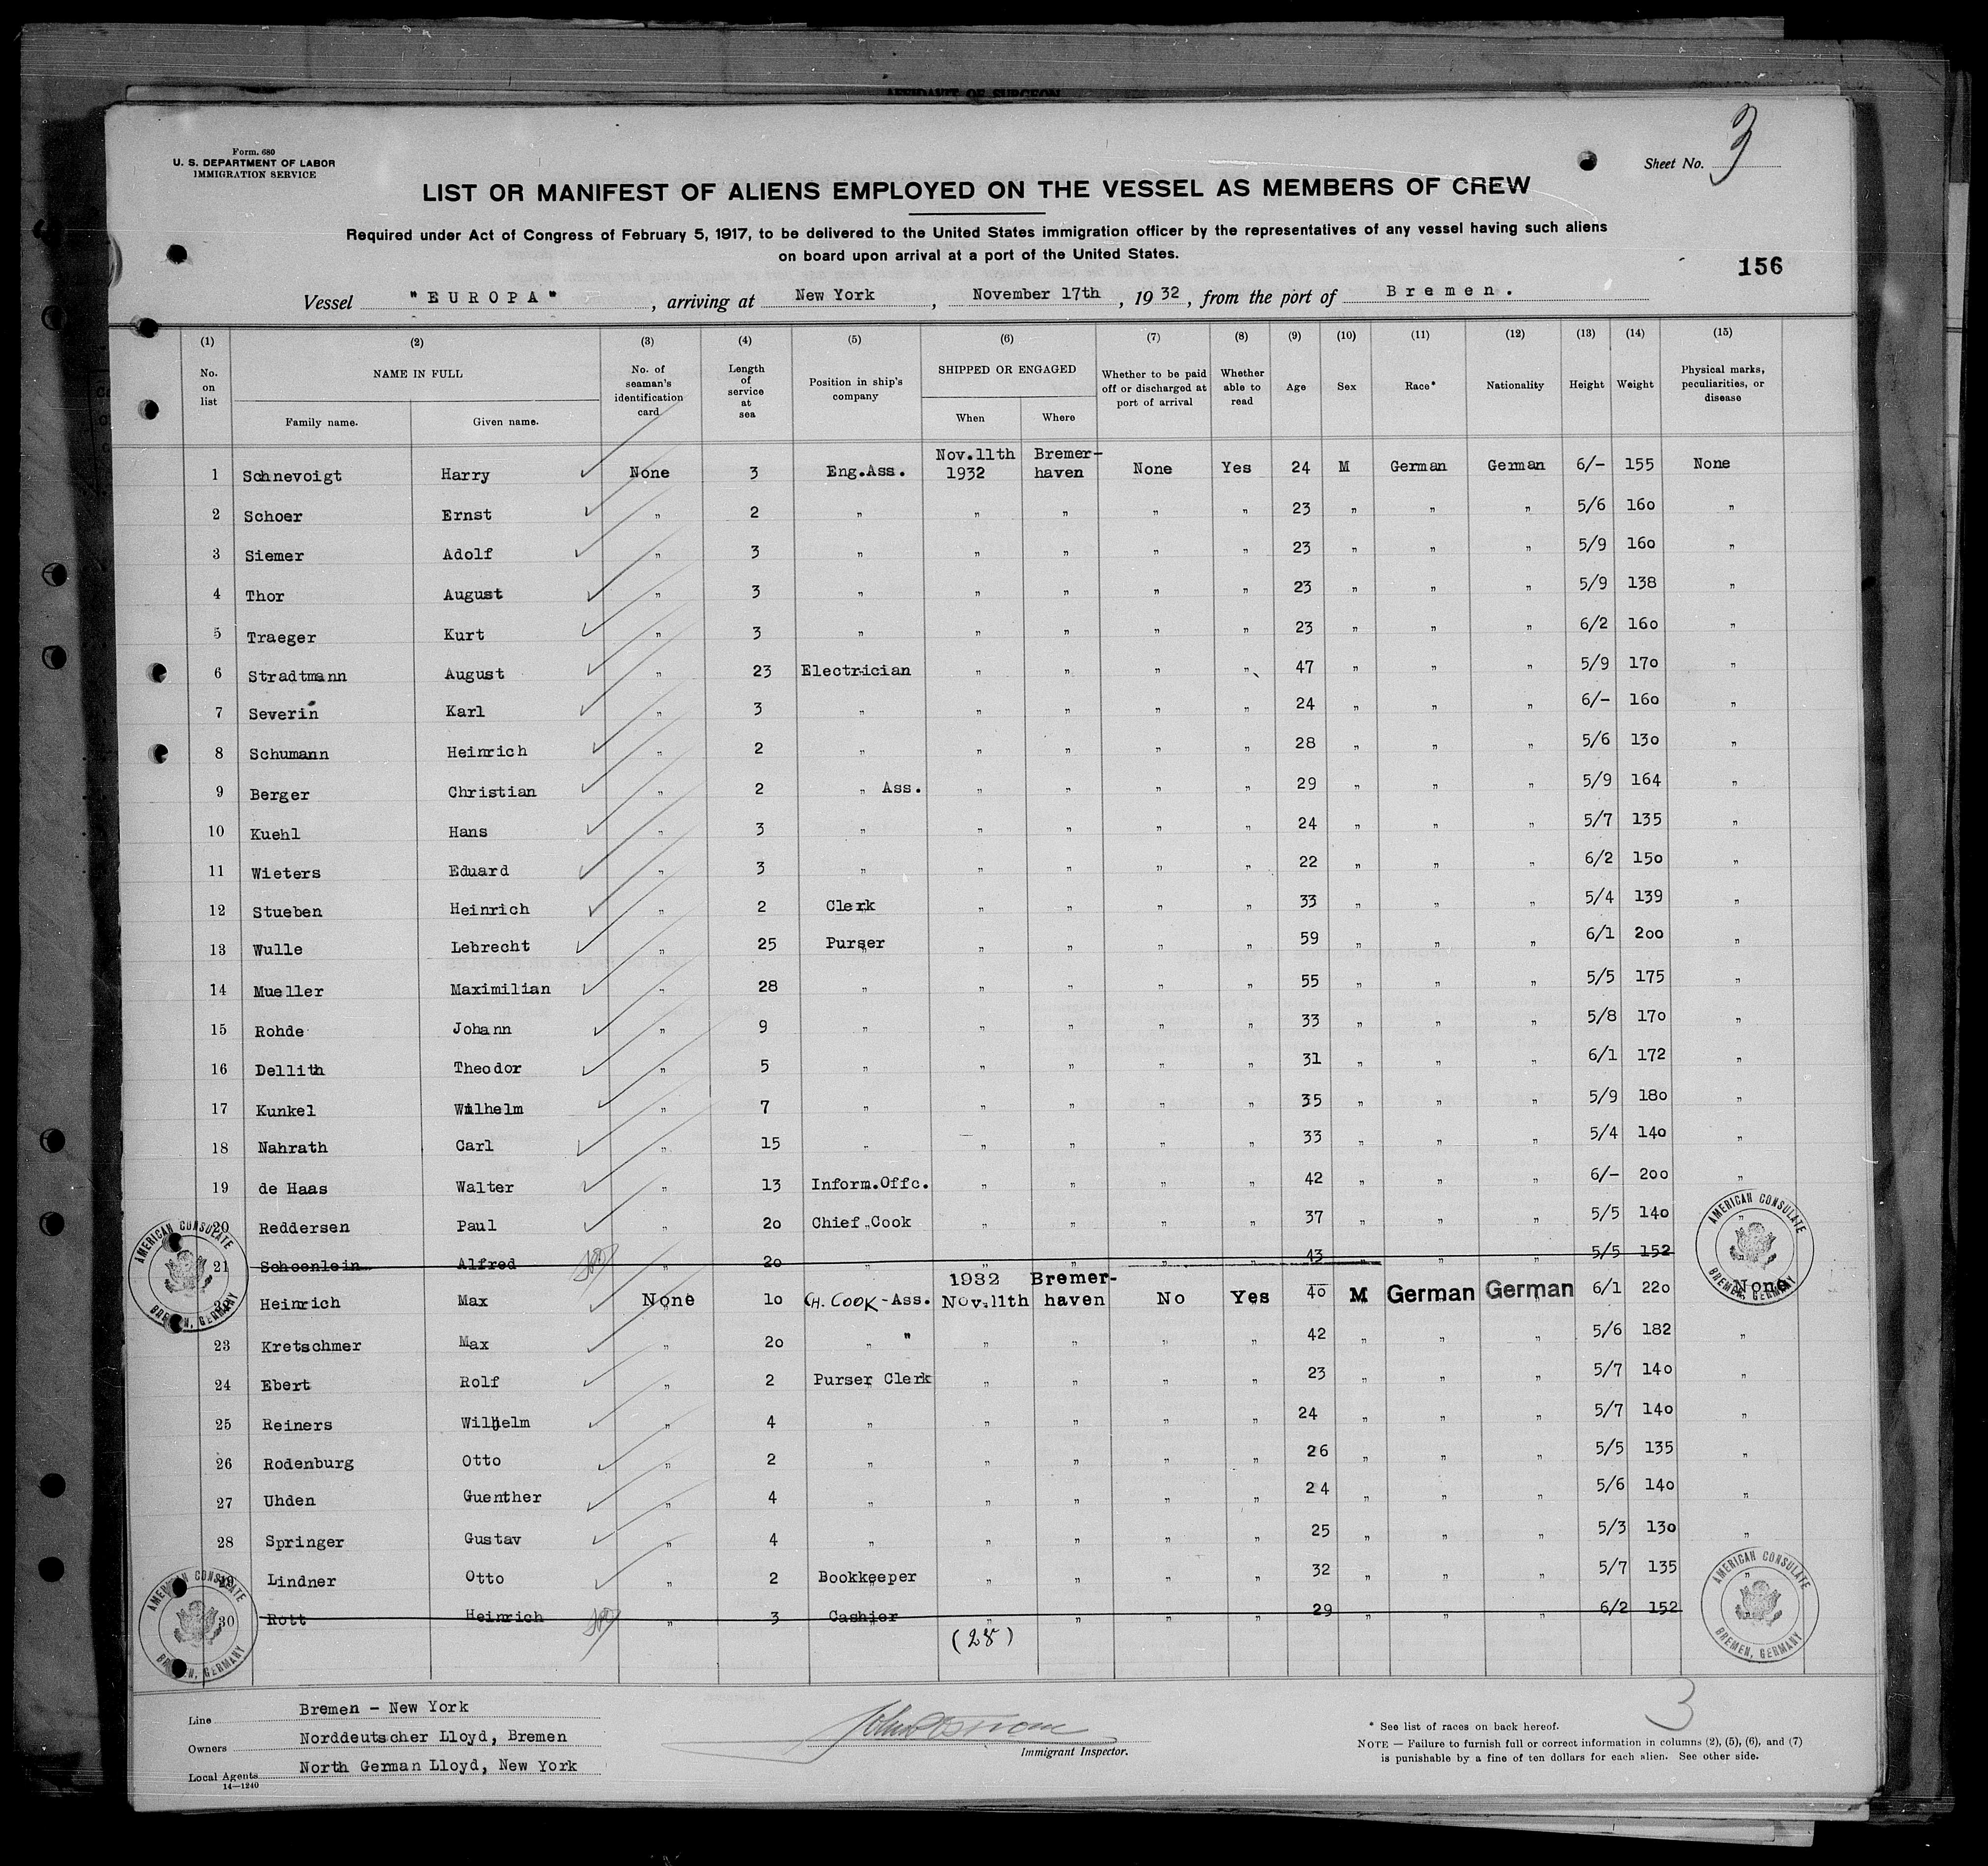 AFFIDAVIT OF SURGEON
Form. 680
U. S. DEPARTMENT OF LABOR
IMMIGRATION SERVICE
Sheet No. 3
LIST OR MANIFEST OF ALIENS EMPLOYED ON THE VESSEL AS MEMBERS OF CREW
Required under Act of Congress of February 5, 1917, to be delivered to the United States immigration officer by the representatives of any vessel having such aliens
on board upon arrival at a port of the United States.
156
Vessel "EUROPA", arriving at New York, November 17th, 1932, from the port of Bremen.
(1) (2) (3) (4) (5) (6) (7) (8) (9) (10) (11) (12) (13) (14) (15)
No. on list NAME IN FULL Family name. Given name. No. of seaman's identification card Length of service at sea Position in ship's company SHIPPED OR ENGAGED When Where Whether to be paid off or discharged at port of arrival Whether able to read Age Sex Race* Nationality Height Weight Physical marks, peculiarities, or disease
1 Schnevoigt Harry None 3 Eng.Ass. Nov.11th 1932 Bremer-haven None Yes 24 M German German 6/- 155 None
2 Schoer Ernst " 2 " " " " " 23 " " " 5/6 160 "
3 Siemer Adolf " 3 " " " " " 23 " " " 5/9 160 "
4 Thor August " 3 " " " " " 23 " " " 5/9 138 "
5 Traeger Kurt " 3 " " " " " 23 " " " 6/2 160 "
6 Stradtmann August " 23 Electrician " " " " 47 " " " 5/9 170 "
7 Severin Karl " 3 " " " " " 24 " " " 6/- 160 "
8 Schumann Heinrich " 2 " " " " " 28 " " " 5/6 130 "
9 Berger Christian " 2 " Ass. " " " " 29 " " " 5/9 164 "
10 Kuehl Hans " 3 " " " " " 24 " " " 5/7 135 "
11 Wieters Eduard " 3 " " " " " 22 " " " 6/2 150 "
12 Stueben Heinrich " 2 Clerk " " " " 33 " " " 5/4 139 "
13 Wulle Lebrecht " 25 Purser " " " " 59 " " " 6/1 200 "
14 Mueller Maximilian " 28 " " " " " 55 " " " 5/5 175 "
15 Rohde Johann " 9 " " " " " 33 " " " 5/8 170 "
16 Dellith Theodor " 5 " " " " " 31 " " " 6/1 172 "
17 Kunkel Wilhelm " 7 " " " " " 35 " " " 5/9 180 "
18 Nahrath Carl " 15 " " " " " 33 " " " 5/4 140 "
19 de Haas Walter " 13 Inform.Offc. " " " " 42 " " " 6/- 200 "
20 Reddersen Paul " 20 Chief Cook " " " " 37 " " " 5/5 140 "
21 Schoenlein Alfred " 20 " " " " " 43 " " " 5/5 152
Heinrich Max None 10 CH. COOK-Ass. 1932 Nov.11th Bremer-haven No Yes 40 M German German 6/1 220 None
23 Kretschmer Max " 20 " " " " " " 42 " " " 5/6 182 "
24 Ebert Rolf " 2 Purser Clerk " " " " 23 " " " 5/7 140 "
25 Reiners Wilhelm " 4 " " " " " 24 " " " 5/7 140 "
26 Rodenburg Otto " 2 " " " " " 26 " " " 5/5 135 "
27 Uhden Guenther " 4 " " " " " 24 " " " 5/6 140 "
28 Springer Gustav " 4 " " " " " 25 " " " 5/3 130 "
29 Lindner Otto " 2 Bookkeeper " " " " 32 " " " 5/7 135 "
30 Rott Heinrich " 3 Cashier " " " " 29 " " " 6/2 152
(28)
AMERICAN CONSULATE BREMEN, GERMANY
AMERICAN CONSULATE BREMEN, GERMANY
AMERICAN CONSULATE BREMEN, GERMANY
AMERICAN CONSULATE BREMEN, GERMANY
Line Bremen - New York
Owners Norddeutscher Lloyd, Bremen
Local Agents North German Lloyd, New York
14—1240
Immigrant Inspector.
3
* See list of races on back hereof.
NOTE — Failure to furnish full or correct information in columns (2), (5), (6), and (7)
is punishable by a fine of ten dollars for each alien. See other side.